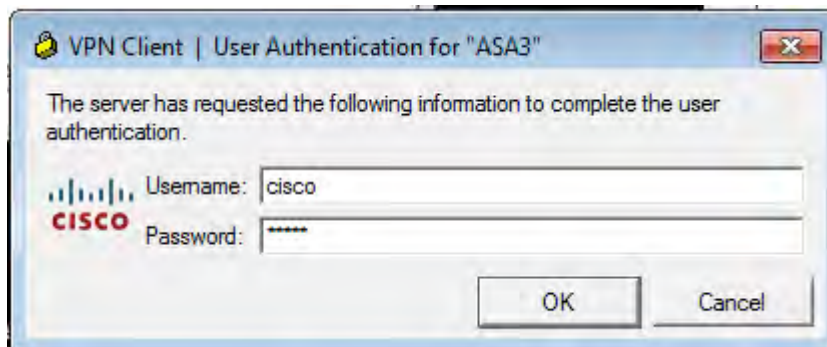 VPN Client | User Authentication for "ASA3"
The server has requested the following information to complete the user
authentication.
Username: cisco
CISCO
Password: *****
OK Cancel